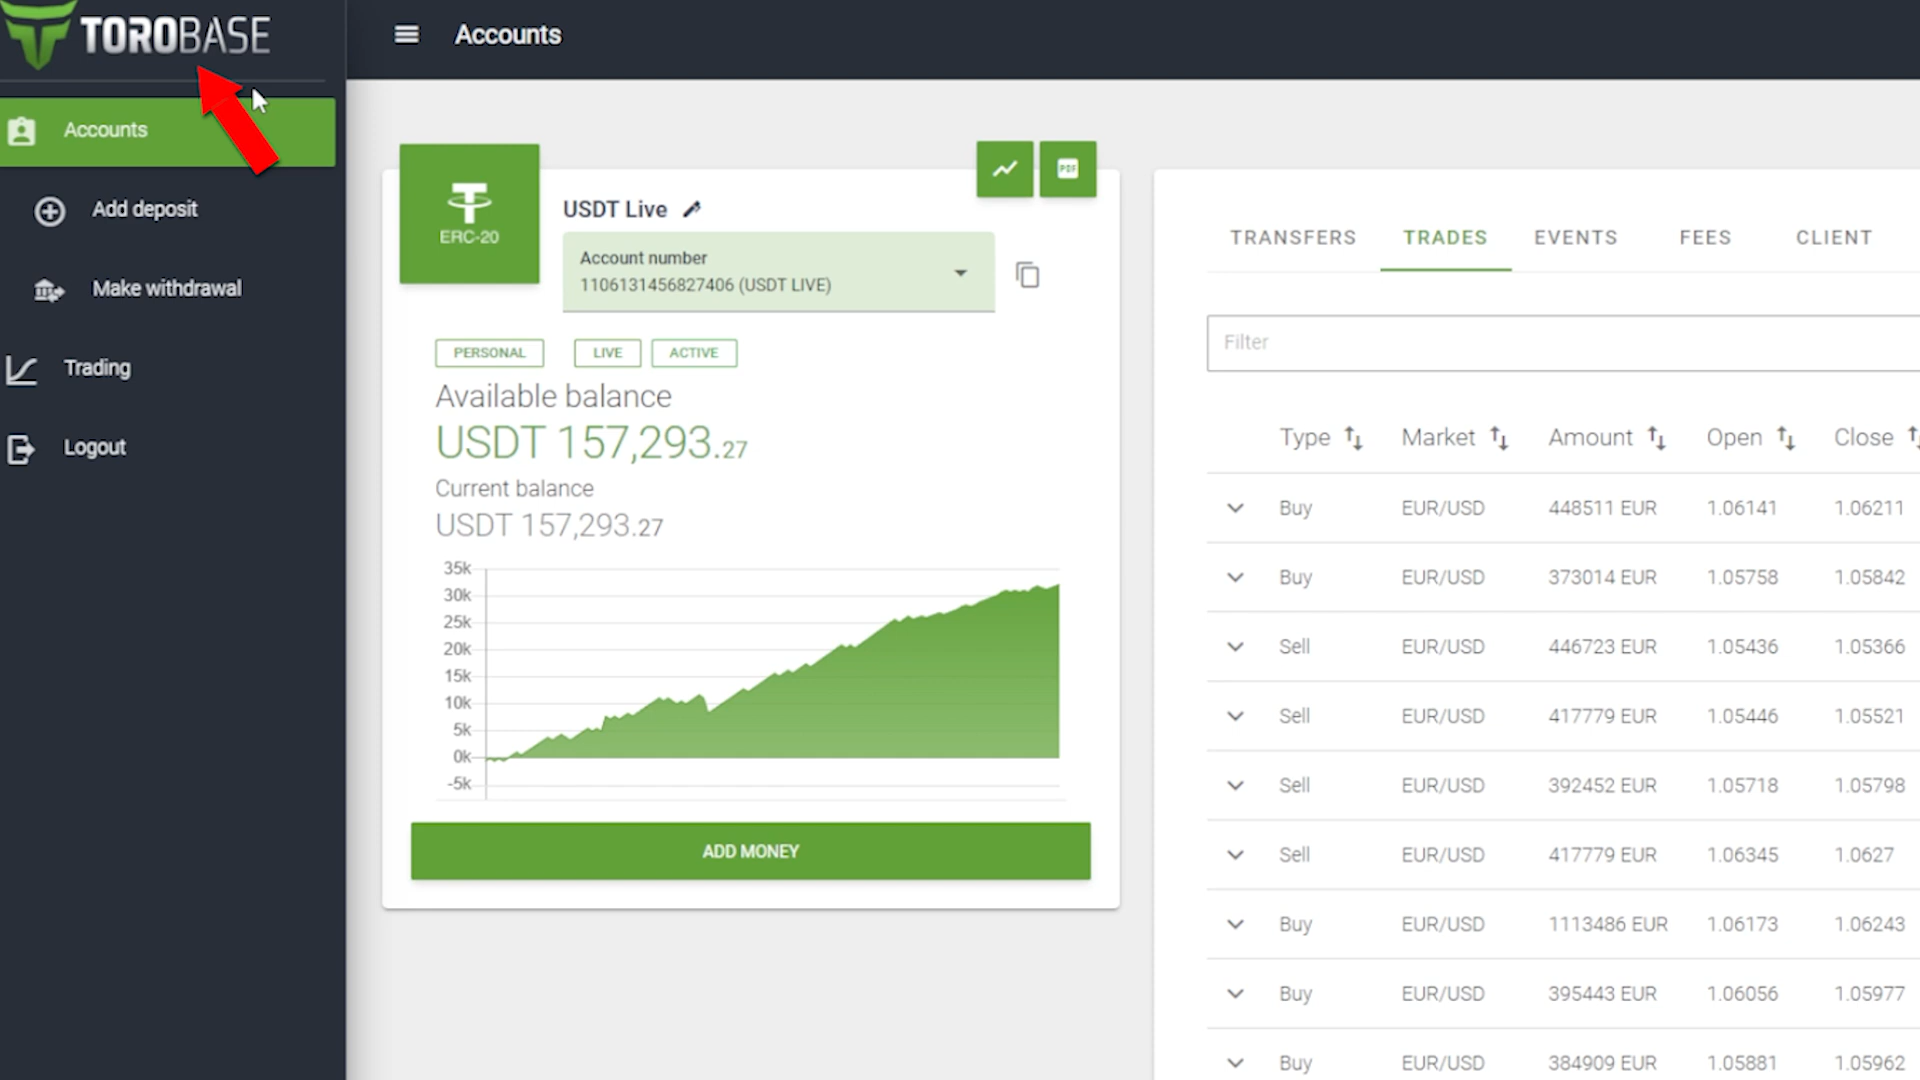 TOROBASE
Accounts
Accounts
Add deposit
Make withdrawal
Trading
Logout
ERC-20
USDT Live
PDF
Account number
1106131456827406 (USDT LIVE)
PERSONAL LIVE ACTIVE
Available balance
USDT 157,293.27
Current balance
USDT 157,293.27
35k
30k
25k
20k
15k
10k
5k
0k
-5k
ADD MONEY
TRANSFERS TRADES EVENTS FEES CLIENT
Filter
Type Market Amount Open Close
Buy EUR/USD 448511 EUR 1.06141 1.06211
Buy EUR/USD 373014 EUR 1.05758 1.05842
Sell EUR/USD 446723 EUR 1.05436 1.05366
Sell EUR/USD 417779 EUR 1.05446 1.05521
Sell EUR/USD 392452 EUR 1.05718 1.05798
Sell EUR/USD 417779 EUR 1.06345 1.0627
Buy EUR/USD 1113486 EUR 1.06173 1.06243
Buy EUR/USD 395443 EUR 1.06056 1.05977
Buy EUR/USD 384909 EUR 1.05881 1.05962